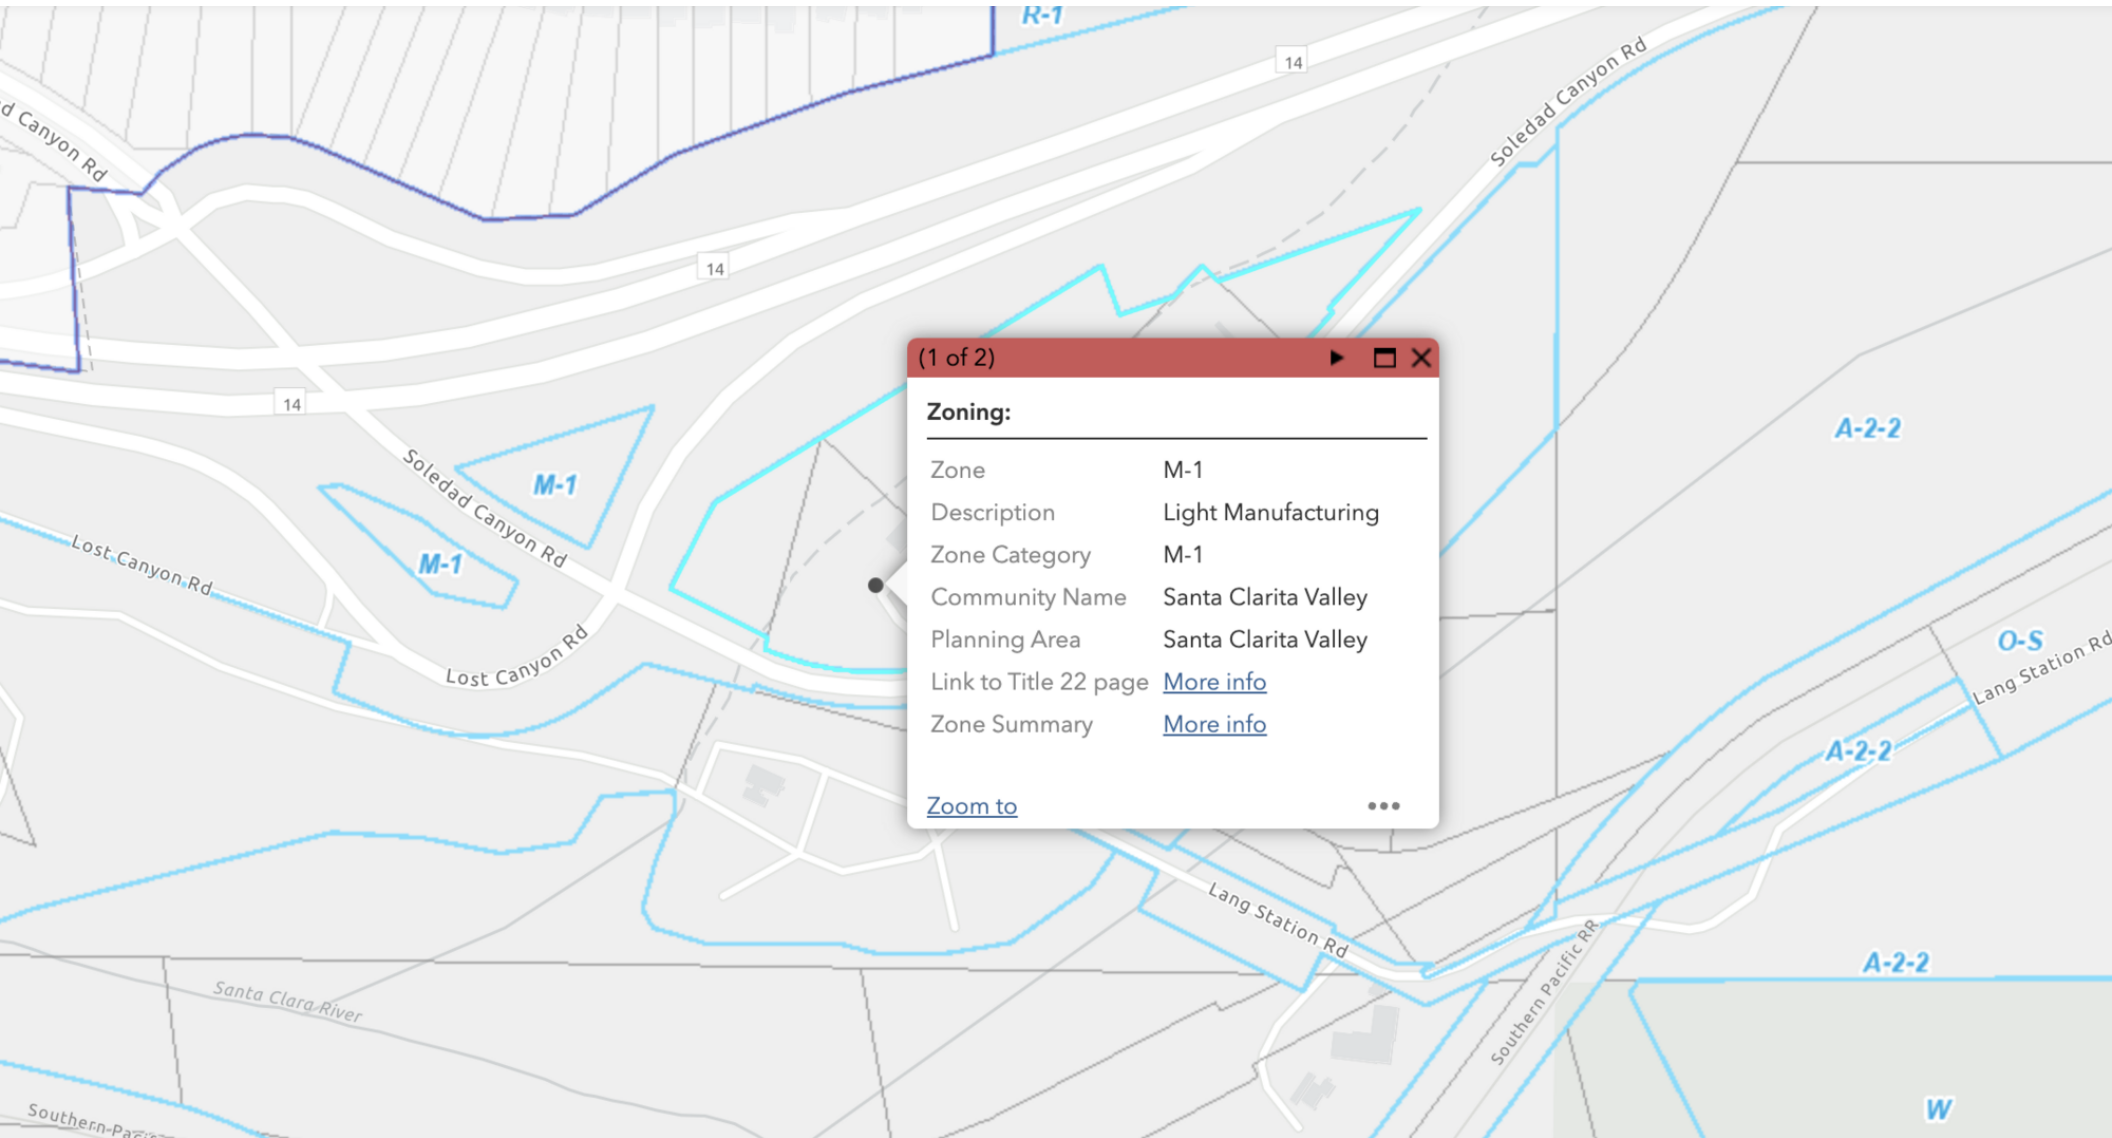 R-1
14
Soledad Canyon Rd
d Canyon Rd
14
14
(1 of 2)
Zoning:
Zone M-1
Description Light Manufacturing
Zone Category M-1
Community Name Santa Clarita Valley
Planning Area Santa Clarita Valley
Link to Title 22 page More info
Zone Summary More info
Zoom to
A-2-2
M-1
Soledad Canyon Rd
M-1
Lost Canyon Rd
Lost Canyon Rd
O-S
Lang Station Rd
A-2-2
Lang Station Rd
Southern Pacific RR
A-2-2
Santa Clara River
W
Southern-Pac